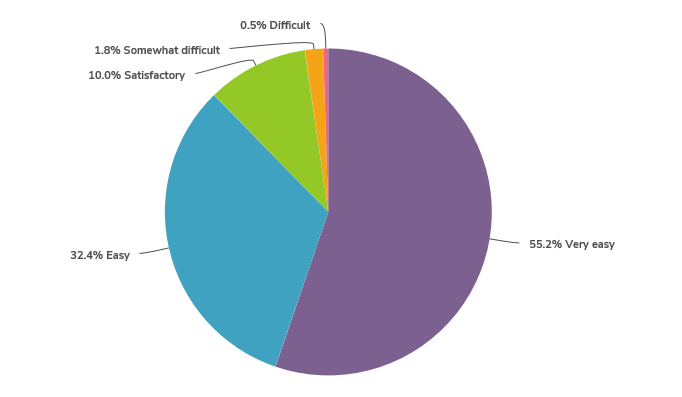 0.5% Difficult
1.8% Somewhat difficult
10.0% Satisfactory
55.2% Very easy
32.4% Easy